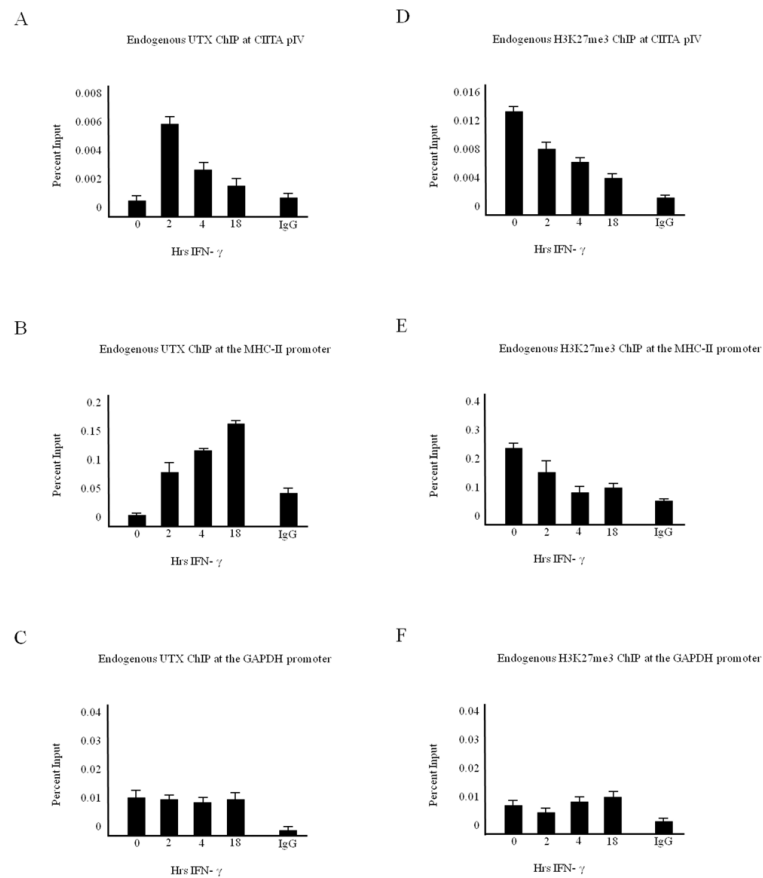 A
Endogenous UTX ChIP at CIITA pIV
Percent Input
0.008
0.006
0.004
0.002
0
0 2 4 18 IgG
Hrs IFN- γ
B
Endogenous UTX ChIP at the MHC-II promoter
Percent Input
0.2
0.15
0.1
0.05
0
0 2 4 18 IgG
Hrs IFN- γ
C
Endogenous UTX ChIP at the GAPDH promoter
Percent Input
0.04
0.03
0.02
0.01
0
0 2 4 18 IgG
Hrs IFN- γ
D
Endogenous H3K27me3 ChIP at CIITA pIV
Percent Input
0.016
0.012
0.008
0.004
0
0 2 4 18 IgG
Hrs IFN- γ
E
Endogenous H3K27me3 ChIP at the MHC-II promoter
Percent Input
0.4
0.3
0.2
0.1
0
0 2 4 18 IgG
Hrs IFN- γ
F
Endogenous H3K27me3 ChIP at the GAPDH promoter
Percent Input
0.04
0.03
0.02
0.01
0
0 2 4 18 IgG
Hrs IFN- γ